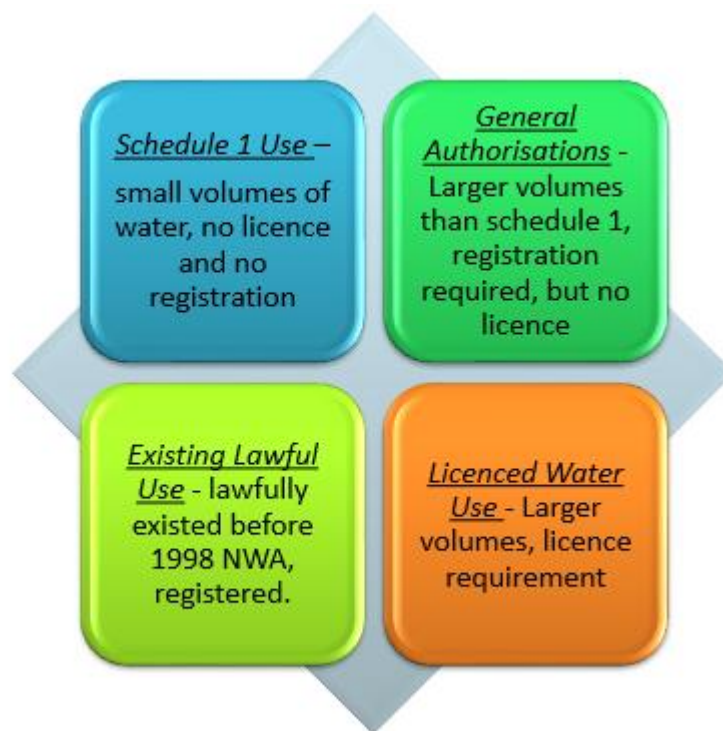 Schedule 1 Use –
small volumes of
water, no licence
and no
registration
General
Authorisations -
Larger volumes
than schedule 1,
registration
required, but no
licence
Existing Lawful
Use - lawfully
existed before
1998 NWA,
registered.
Licenced Water
Use - Larger
volumes, licence
requirement